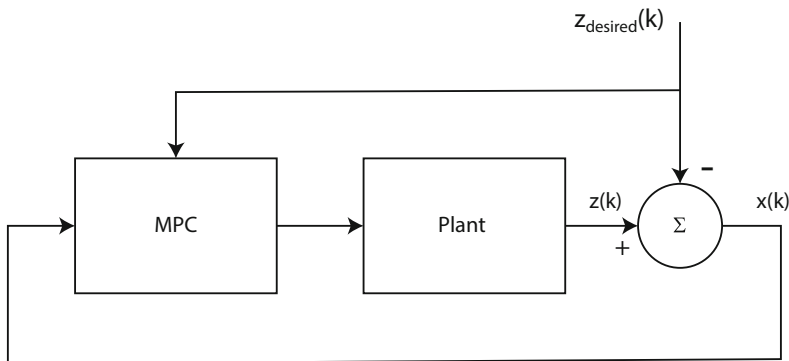 z_desired(k)
MPC
Plant
z(k)
+
Σ
−
x(k)